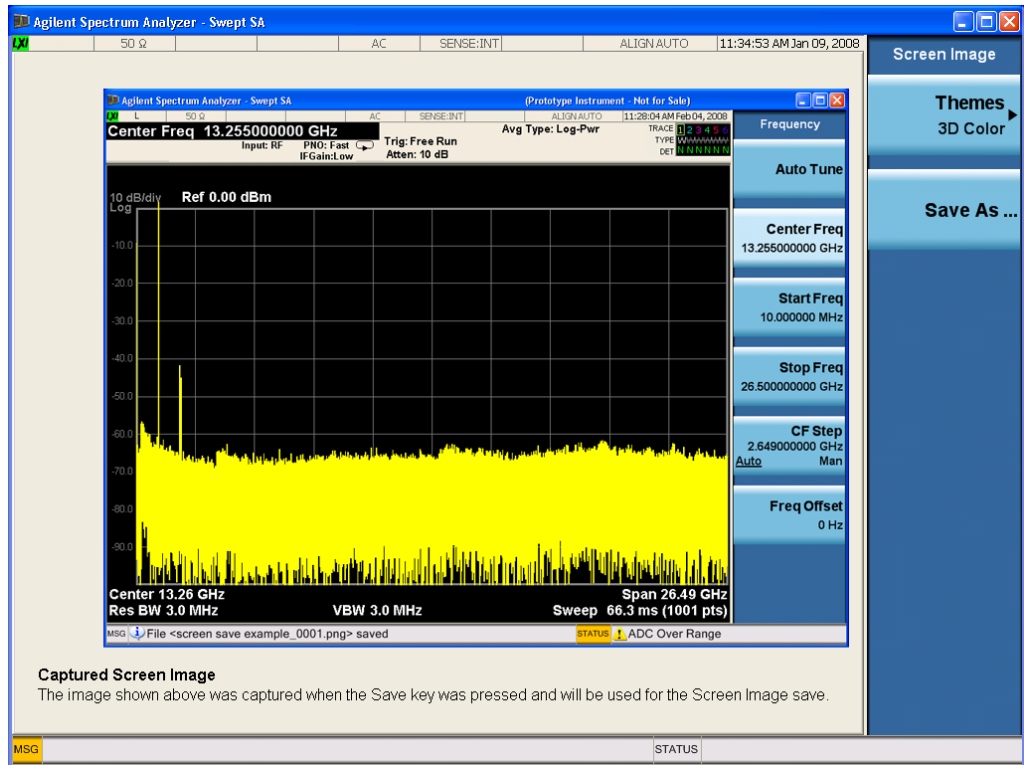 Agilent Spectrum Analyzer - Swept SA
LXI 50 Ω AC SENSE:INT ALIGN AUTO 11:34:53 AM Jan 09, 2008
Screen Image
Themes
3D Color
Save As ...
Agilent Spectrum Analyzer - Swept SA (Prototype Instrument - Not for Sale)
LXI L 50 Ω AC SENSE:INT ALIGN AUTO 11:28:04 AM Feb 04, 2008
Center Freq 13.255000000 GHz
Input: RF PNO: Fast IFGain:Low
Trig: Free Run
Atten: 10 dB
Avg Type: Log-Pwr
TRACE 1 2 3 4 5 6
TYPE WWWWWW
DET N N N N N N
10 dB/div Ref 0.00 dBm
Log
-10.0
-20.0
-30.0
-40.0
-50.0
-60.0
-70.0
-80.0
-90.0
Center 13.26 GHz Span 26.49 GHz
Res BW 3.0 MHz VBW 3.0 MHz Sweep 66.3 ms (1001 pts)
MSG File <screen save example_0001.png> saved STATUS ADC Over Range
Frequency
Auto Tune
Center Freq
13.255000000 GHz
Start Freq
10.000000 MHz
Stop Freq
26.500000000 GHz
CF Step
2.649000000 GHz
Auto Man
Freq Offset
0 Hz
Captured Screen Image
The image shown above was captured when the Save key was pressed and will be used for the Screen Image save.
MSG STATUS